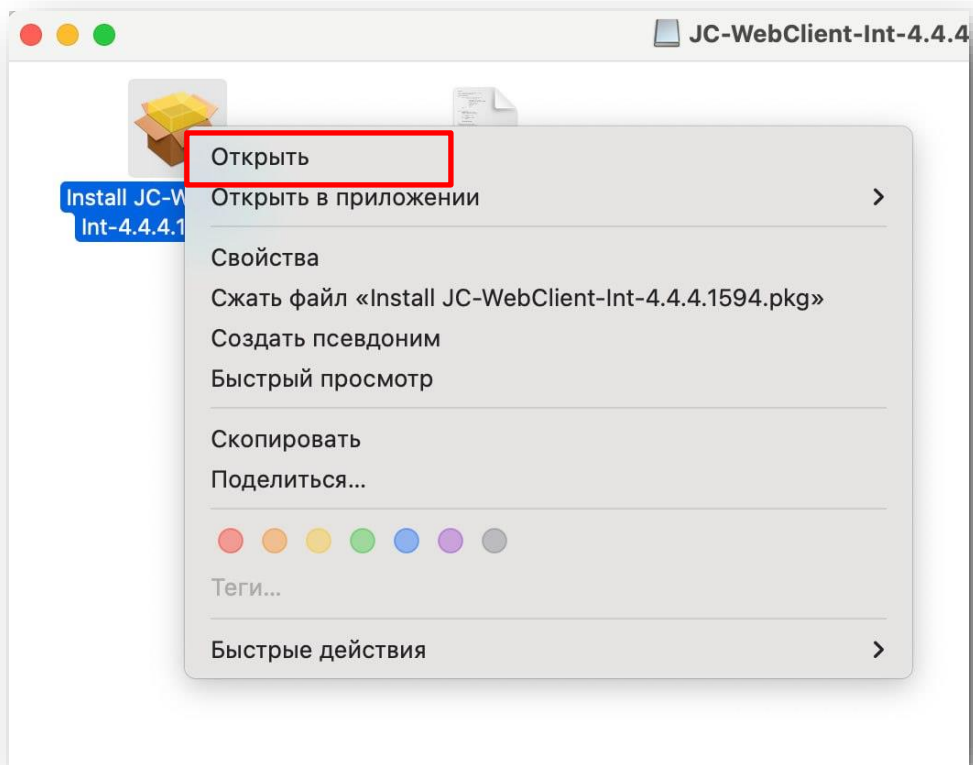 JC-WebClient-Int-4.4.4
Install JC-W
Int-4.4.4.1
Открыть
Открыть в приложении
Свойства
Сжать файл «Install JC-WebClient-Int-4.4.4.1594.pkg»
Создать псевдоним
Быстрый просмотр
Скопировать
Поделиться...
Теги...
Быстрые действия